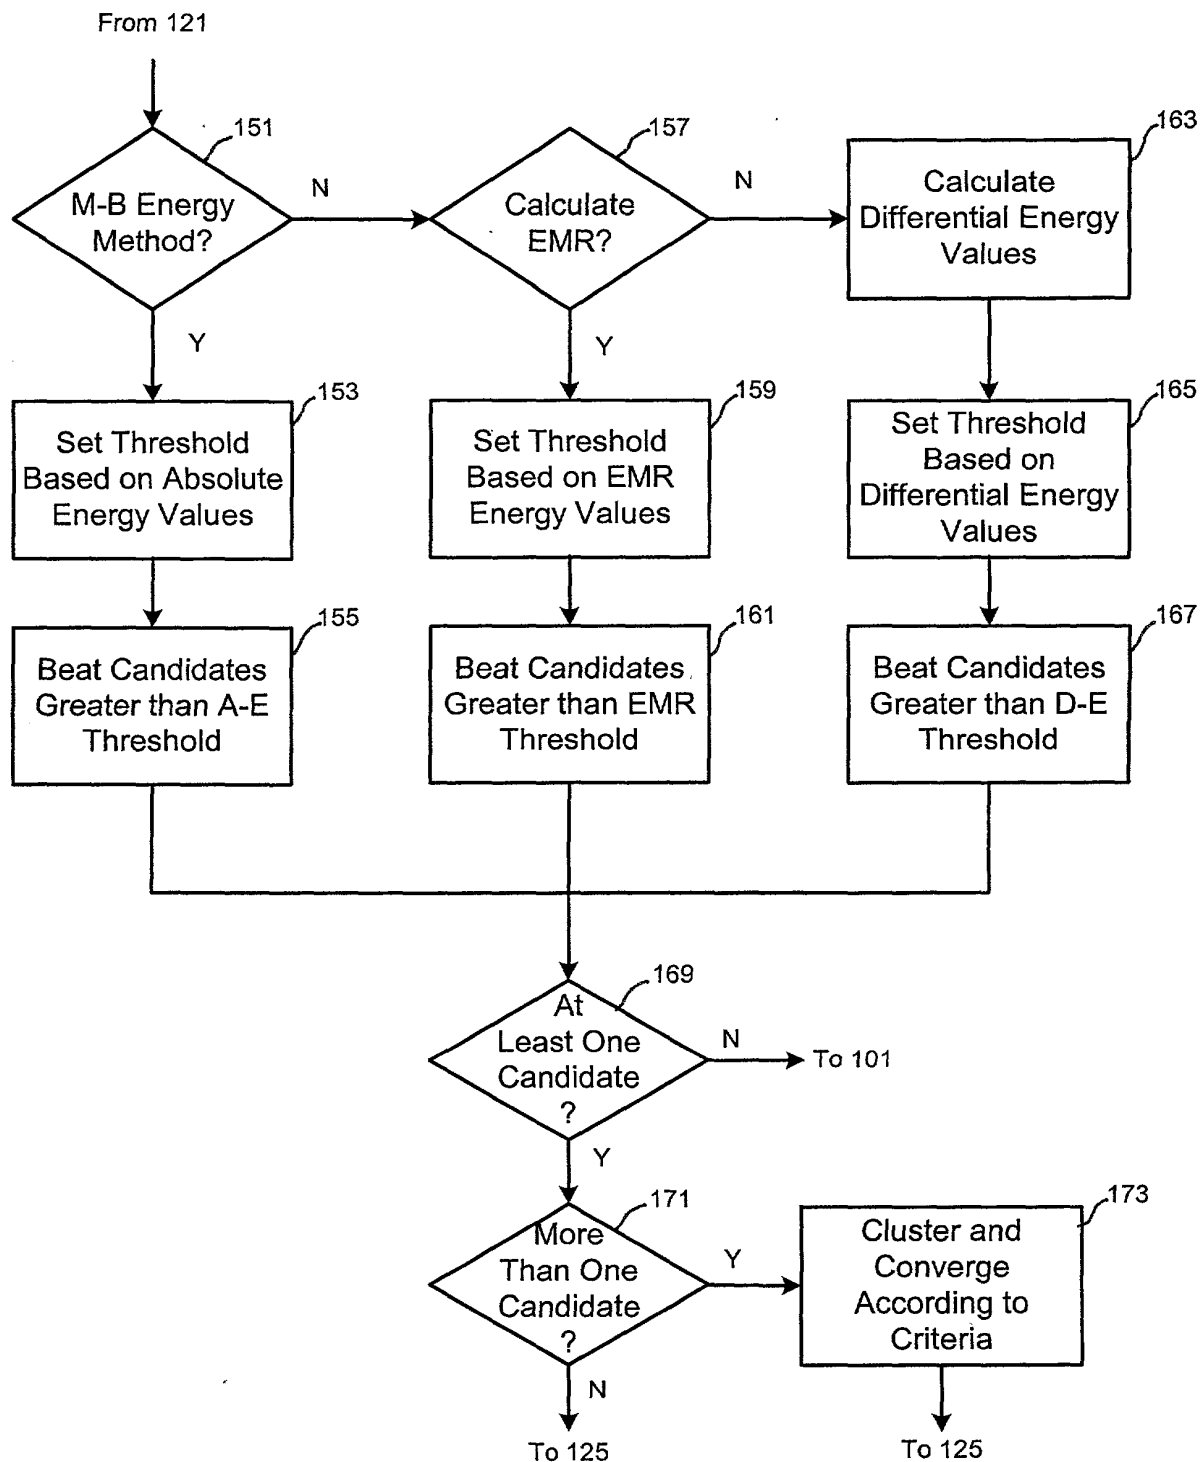 From 121
151
M-B Energy
Method?
N
Y
157
Calculate
EMR?
N
Y
163
Calculate
Differential Energy
Values
153
Set Threshold
Based on Absolute
Energy Values
159
Set Threshold
Based on EMR
Energy Values
165
Set Threshold
Based on
Differential Energy
Values
155
Beat Candidates
Greater than A-E
Threshold
161
Beat Candidates
Greater than EMR
Threshold
167
Beat Candidates
Greater than D-E
Threshold
169
At
Least One
Candidate
?
N
To 101
Y
171
More
Than One
Candidate
?
Y
173
Cluster and
Converge
According to
Criteria
N
To 125
To 125